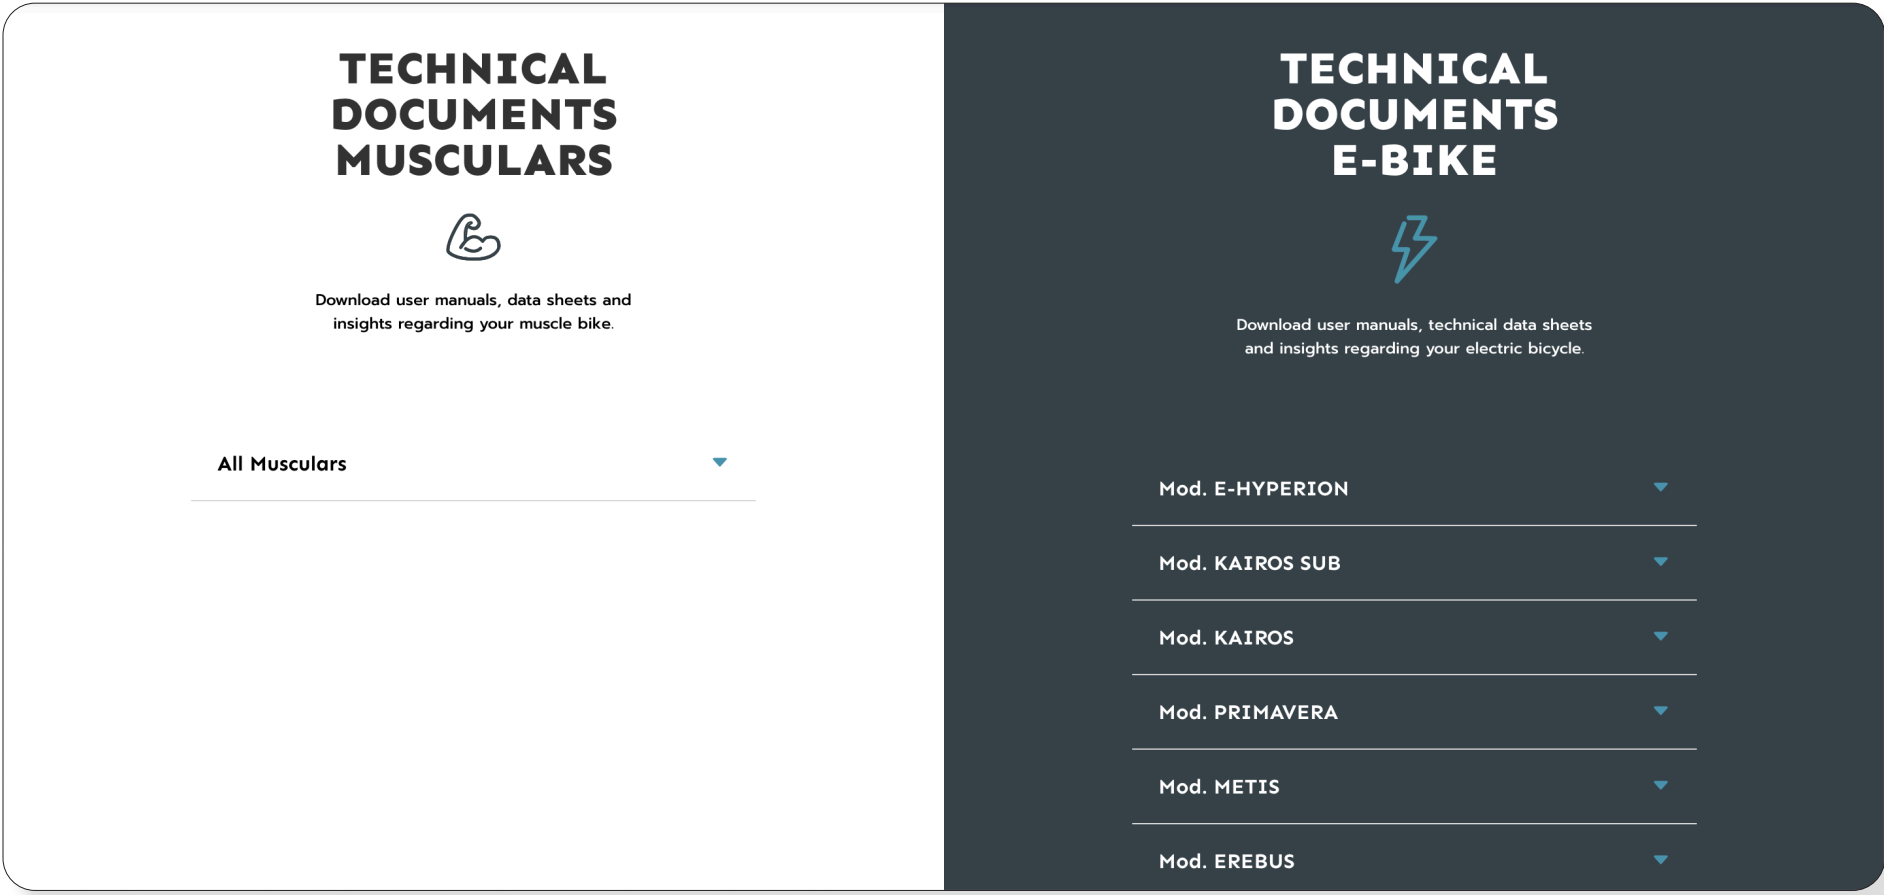 TECHNICAL
DOCUMENTS
MUSCULARS
Download user manuals, data sheets and
insights regarding your muscle bike.
All Musculars
TECHNICAL
DOCUMENTS
E-BIKE
Download user manuals, technical data sheets
and insights regarding your electric bicycle.
Mod. E-HYPERION
Mod. KAIROS SUB
Mod. KAIROS
Mod. PRIMAVERA
Mod. METIS
Mod. EREBUS